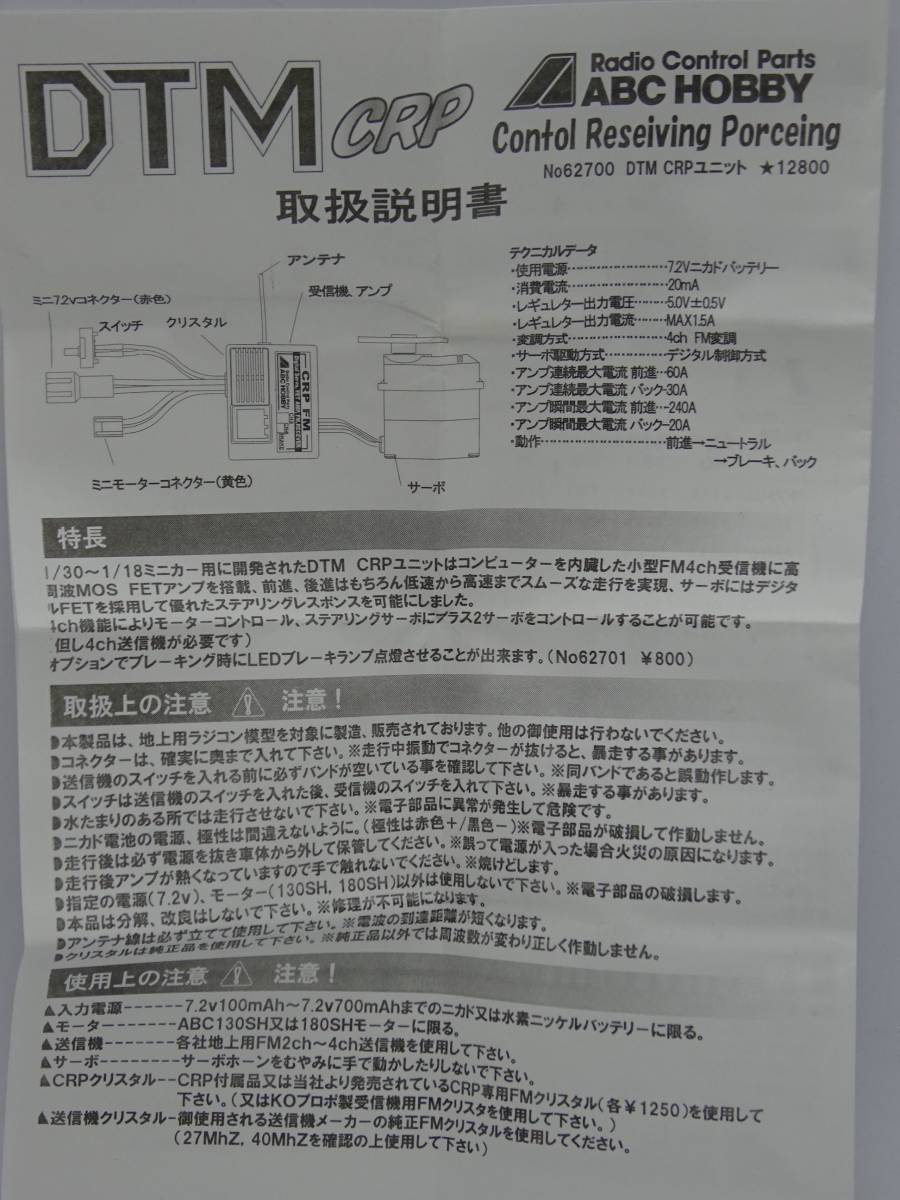 DTM CRP
Radio Control Parts
ABC HOBBY
Contol Reseiving Porceing
No62700 DTM CRPユニット ★12800
取扱説明書
アンテナ
受信機、アンプ
ミニ7.2vコネクター(赤色)
スイッチ
クリスタル
CRP FM
Radio Control Parts
ABC HOBBY
ミニモーターコネクター(黄色)
サーボ
テクニカルデータ
・使用電源……………………7.2Vニカドバッテリー
・消費電流……………………20mA
・レギュレター出力電圧………5.0V±0.5V
・レギュレター出力電流………MAX1.5A
・変調方式……………………4ch FM変調
・サーボ駆動方式……………デジタル制御方式
・アンプ連続最大電流 前進…60A
・アンプ連続最大電流 バック-30A
・アンプ瞬間最大電流 前進…240A
・アンプ瞬間最大電流 バック-20A
・動作…………………………前進→ニュートラル
→ブレーキ、バック
特長
1/30～1/18ミニカー用に開発されたDTM CRPユニットはコンピューターを内臓した小型FM4ch受信機に高
周波MOS FETアンプを搭載、前進、後進はもちろん低速から高速までスムーズな走行を実現、サーボにはデジタ
ルFETを採用して優れたステアリングレスポンスを可能にしました。
4ch機能によりモーターコントロール、ステアリングサーボにプラス2サーボをコントロールすることが可能です。
(但し4ch送信機が必要です)
オプションでブレーキング時にLEDブレーキランプ点燈させることが出来ます。(No62701 ￥800)
取扱上の注意 注意！
◗本製品は、地上用ラジコン模型を対象に製造、販売されております。他の御使用は行わないでください。
◗コネクターは、確実に奥まで入れて下さい。※走行中振動でコネクターが抜けると、暴走する事があります。
◗送信機のスイッチを入れる前に必ずバンドが空いている事を確認して下さい。※同バンドであると誤動作します。
◗スイッチは送信機のスイッチを入れた後、受信機のスイッチを入れて下さい。※暴走する事があります。
◗水たまりのある所では走行させないで下さい。※電子部品に異常が発生して危険です。
◗ニカド電池の電源、極性は間違えないように。(極性は赤色+/黒色-)※電子部品が破損して作動しません。
◗走行後は必ず電源を抜き車体から外して保管してください。※誤って電源が入った場合火災の原因になります。
◗走行後アンプが熱くなっていますので手で触れないでください。※焼けどします。
◗指定の電源(7.2v)、モーター(130SH, 180SH)以外は使用しないで下さい。※電子部品の破損します。
◗本品は分解、改良はしないで下さい。※修理が不可能になります。
◗アンテナ線は必ず立てて使用して下さい。※電波の到達距離が短くなります。
◗クリスタルは純正品を使用して下さい。※純正品以外では周波数が変わり正しく作動しません。
使用上の注意 注意！
▲入力電源------7.2v100mAh～7.2v700mAhまでのニカド又は水素ニッケルバッテリーに限る。
▲モーター-------ABC130SH又は180SHモーターに限る。
▲送信機--------各社地上用FM2ch～4ch送信機を使用して下さい。
▲サーボ--------サーボホーンをむやみに手で動かしたりしないで下さい。
▲CRPクリスタル--CRP付属品又は当社より発売されているCRP専用FMクリスタル(各￥1250)を使用して
下さい。(又はKOプロポ製受信機用FMクリスタを使用して下さい。)
▲送信機クリスタル-御使用される送信機メーカーの純正FMクリスタルを使用してください。
(27MhZ, 40MhZを確認の上使用して下さい)